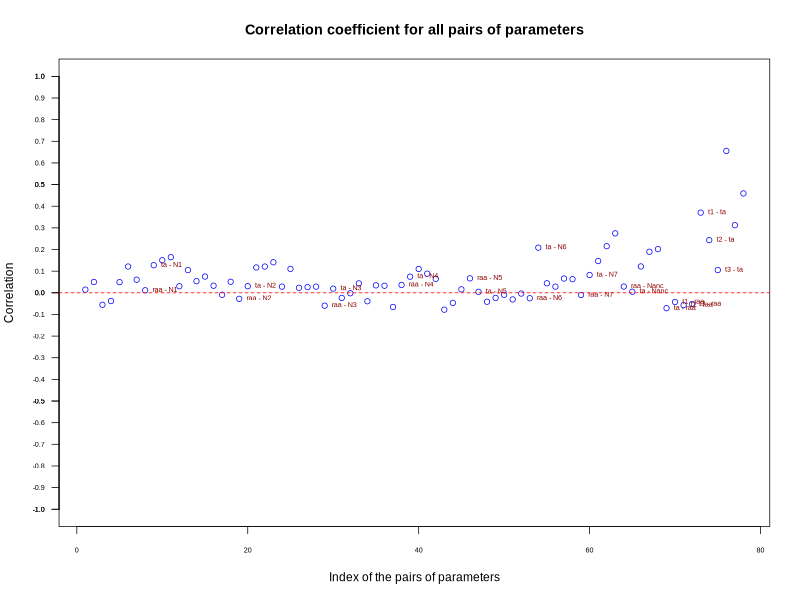 Correlation coefficient for all pairs of parameters
Correlation
1.0
0.9
0.8
0.7
0.6
0.5
0.4
0.3
0.2
0.1
0.0
-0.1
-0.2
-0.3
-0.4
-0.5
-0.6
-0.7
-0.8
-0.9
-1.0
raa - N1
ta - N1
raa - N2
ta - N2
raa - N3
ta - N3
raa - N4
ta - N4
raa - N5
ta - N5
raa - N6
ta - N6
raa - N7
ta - N7
raa - Nanc
ta - Nanc
ta - raa
t1 - raa
t1 - ta
t2 - ta
t3 - ta
0
20
40
60
80
Index of the pairs of parameters